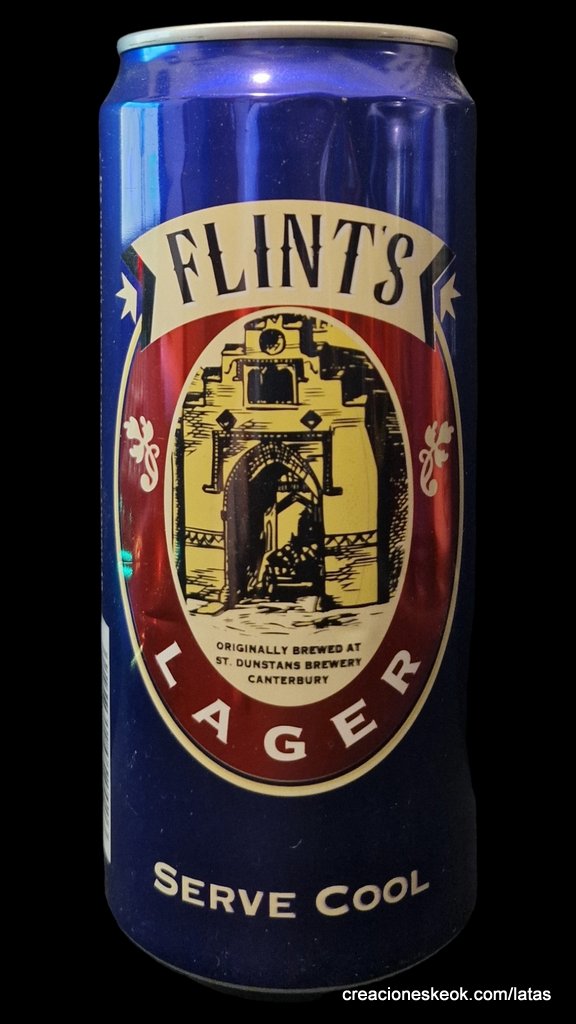 FLINT'S
ORIGINALLY BREWED AT
ST. DUNSTANS BREWERY
CANTERBURY
LAGER
SERVE COOL
creacioneskeok.com/latas